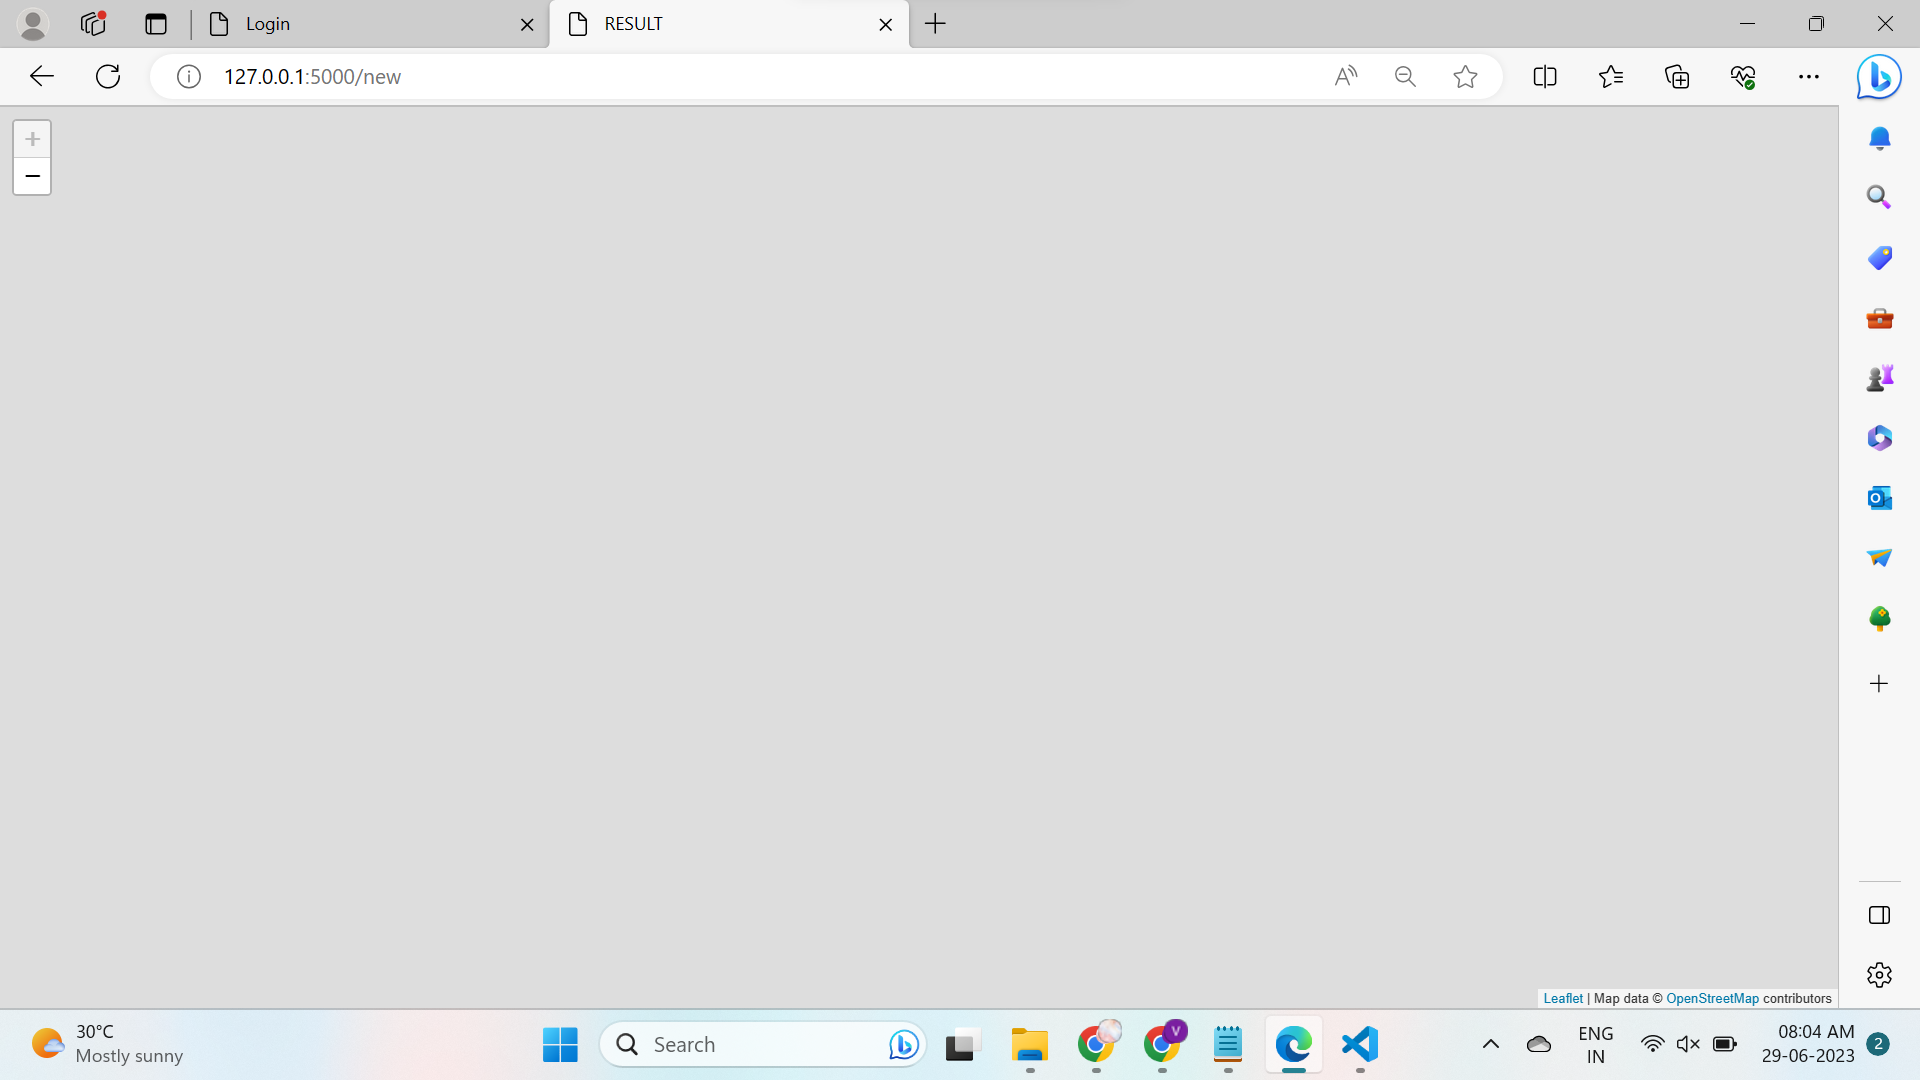 Login
RESULT
127.0.0.1:5000/new
+
−
Leaflet | Map data © OpenStreetMap contributors
30°C
Mostly sunny
Search
V
ENG
IN
08:04 AM
29-06-2023
2